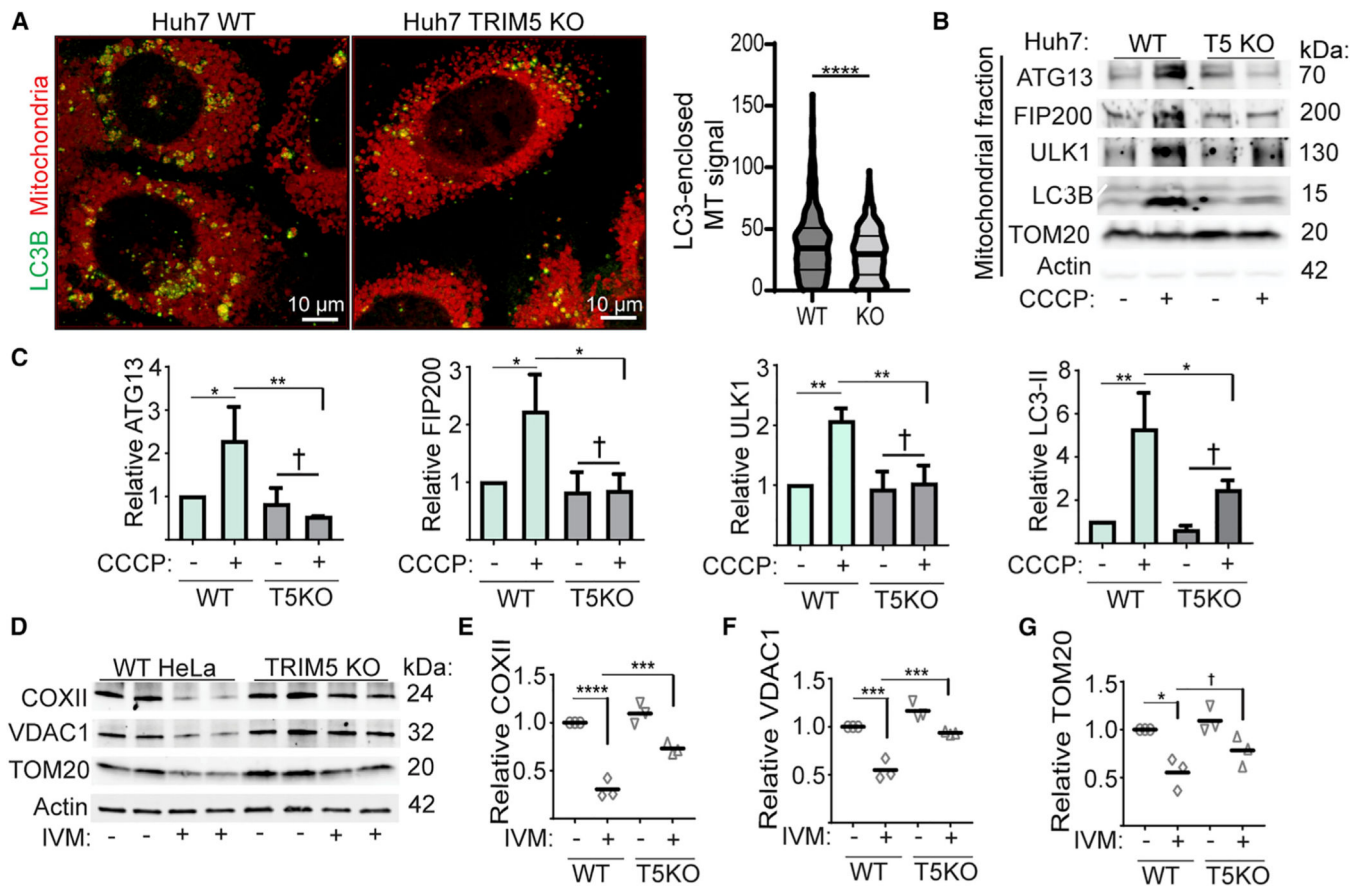 A
Huh7 WT
Huh7 TRIM5 KO
LC3B Mitochondria
10 µm
10 µm
LC3-enclosed
MT signal
200
150
100
50
0
****
WT
KO
B
Huh7: WT T5 KO kDa:
Mitochondrial fraction
ATG13 70
FIP200 200
ULK1 130
LC3B 15
TOM20 20
Actin 42
CCCP: - + - +
C
Relative ATG13
4
3
2
1
* **
†
CCCP: - + - +
WT T5KO
Relative FIP200
3
2
1
0
* *
†
CCCP: - + - +
WT T5KO
Relative ULK1
3
2
1
0
** **
†
CCCP: - + - +
WT T5KO
Relative LC3-II
8
6
4
2
0
** *
†
CCCP: - + - +
WT T5KO
D
WT HeLa TRIM5 KO kDa:
COXII 24
VDAC1 32
TOM20 20
Actin 42
IVM: - - + + - - + +
E
Relative COXII
1.5
1.0
0.5
0
**** ***
IVM: - + - +
WT T5KO
F
Relative VDAC1
1.5
1.0
0.5
0
*** ***
IVM: - + - +
WT T5KO
G
Relative TOM20
1.5
1.0
0.5
0
* †
IVM: - + - +
WT T5KO